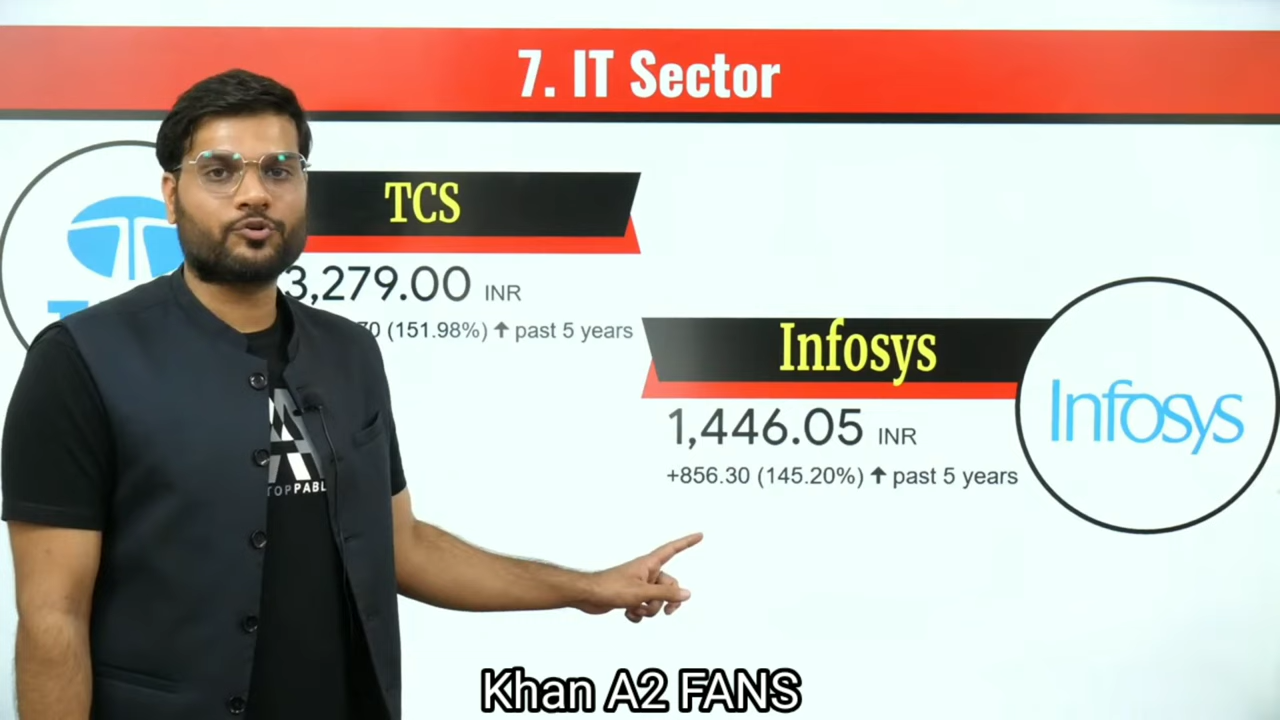 7. IT Sector
TCS
3,279.00 INR
70 (151.98%) ↑ past 5 years
Infosys
1,446.05 INR
+856.30 (145.20%) ↑ past 5 years
Infosys
TOPPABL
Khan A2 FANS